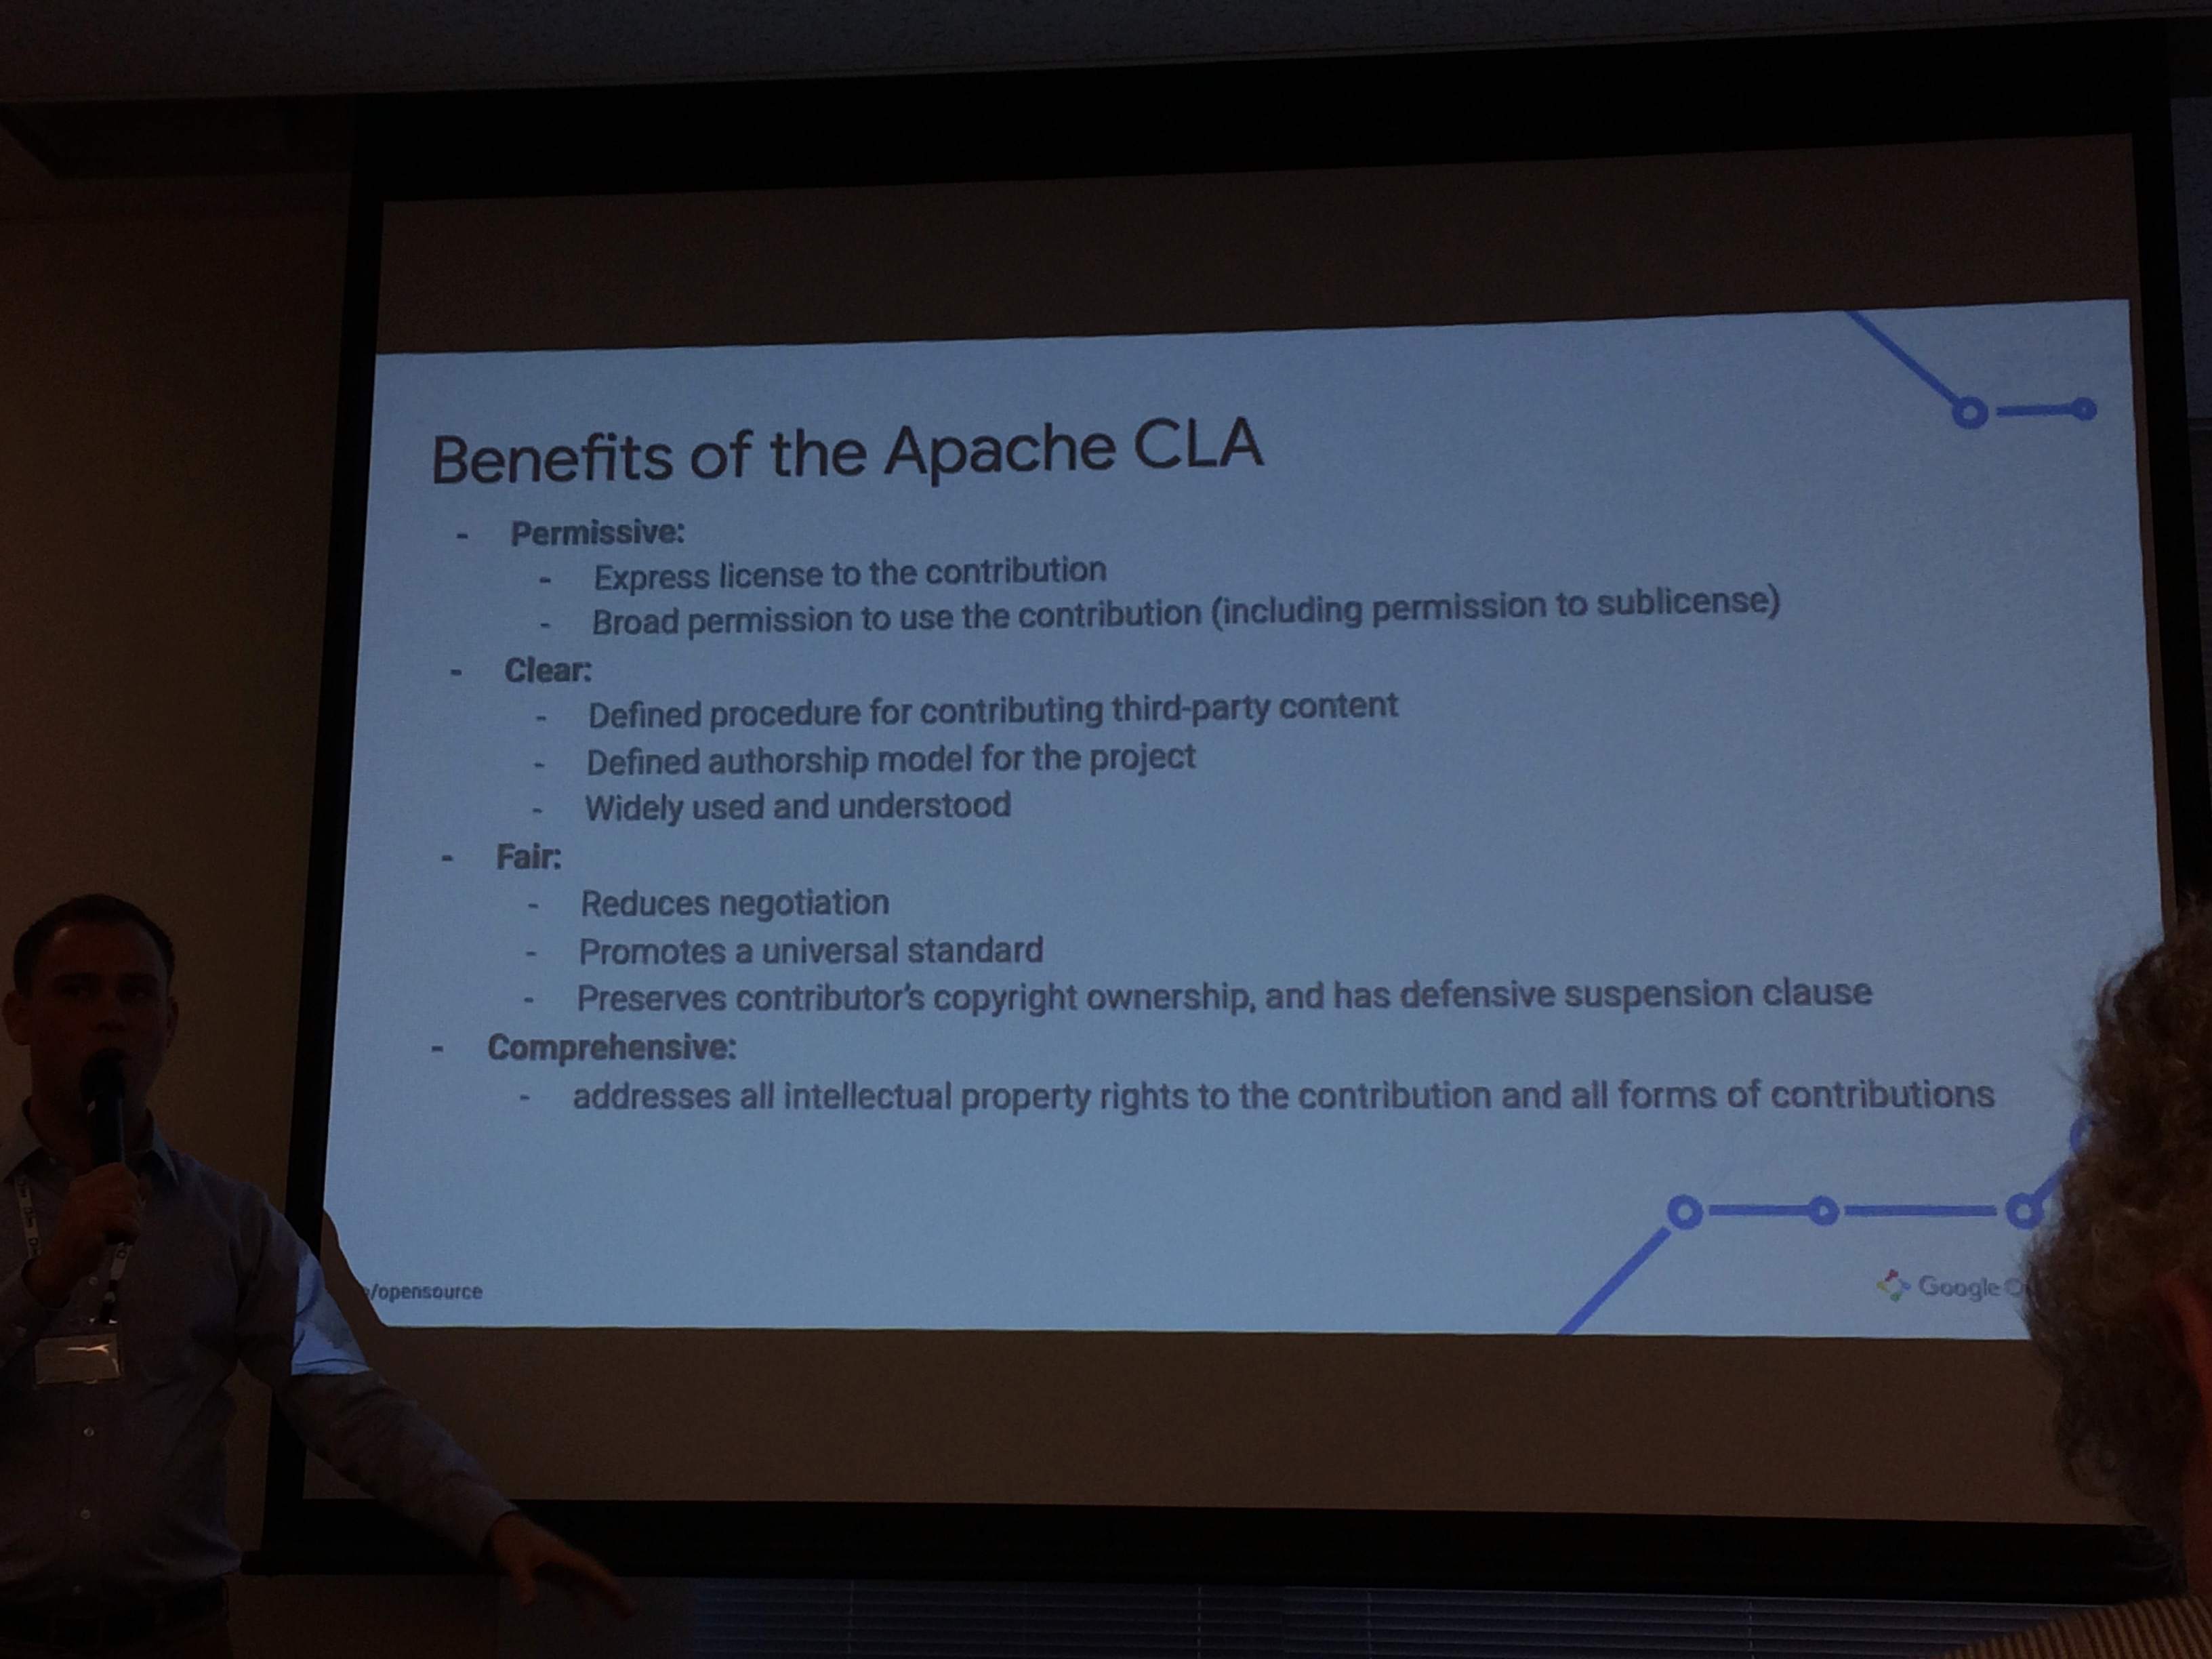 Benefits of the Apache CLA
- Permissive:
- Express license to the contribution
- Broad permission to use the contribution (including permission to sublicense)
- Clear:
- Defined procedure for contributing third-party content
- Defined authorship model for the project
- Widely used and understood
- Fair:
- Reduces negotiation
- Promotes a universal standard
- Preserves contributor's copyright ownership, and has defensive suspension clause
- Comprehensive:
- addresses all intellectual property rights to the contribution and all forms of contributions
/opensource
Google